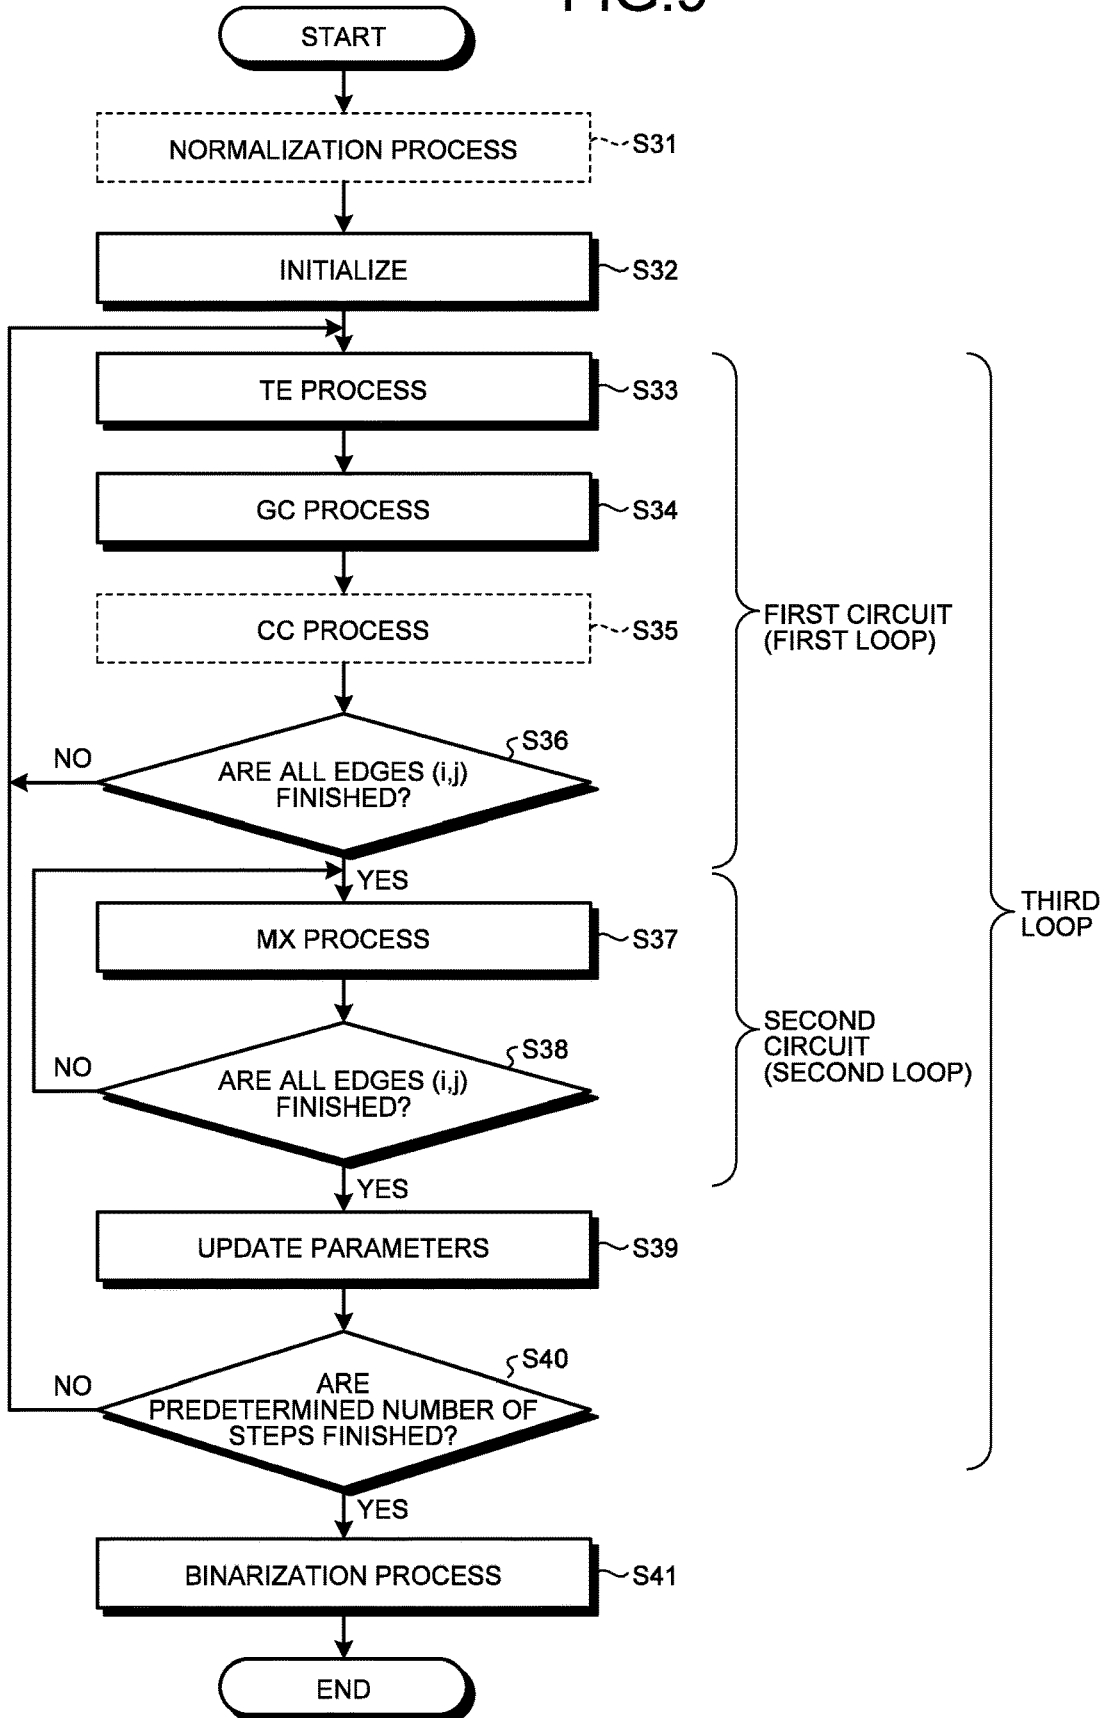 START
NORMALIZATION PROCESS
S31
INITIALIZE
S32
TE PROCESS
S33
GC PROCESS
S34
CC PROCESS
S35
S36
NO
ARE ALL EDGES (i,j)
FINISHED?
YES
FIRST CIRCUIT
(FIRST LOOP)
MX PROCESS
S37
S38
NO
ARE ALL EDGES (i,j)
FINISHED?
YES
SECOND
CIRCUIT
(SECOND LOOP)
THIRD
LOOP
UPDATE PARAMETERS
S39
S40
NO
ARE
PREDETERMINED NUMBER OF
STEPS FINISHED?
YES
BINARIZATION PROCESS
S41
END